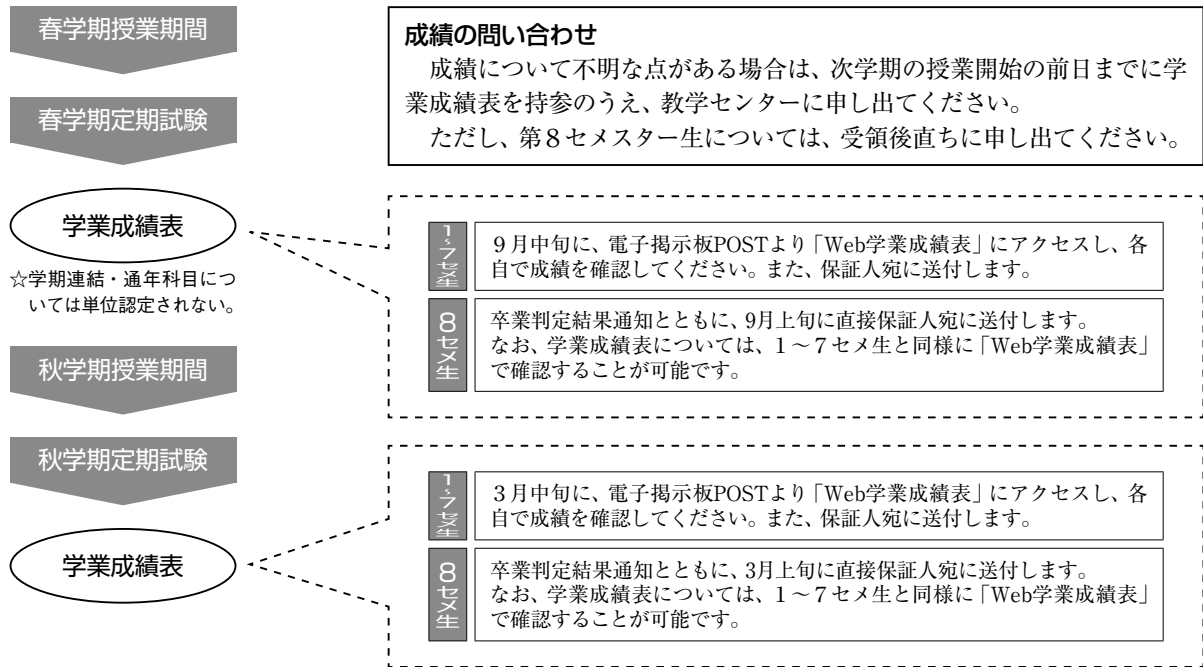 春学期授業期間
春学期定期試験
学業成績表
☆学期連結・通年科目につ
いては単位認定されない。
秋学期授業期間
秋学期定期試験
学業成績表
成績の問い合わせ
成績について不明な点がある場合は、次学期の授業開始の前日までに学
業成績表を持参のうえ、教学センターに申し出てください。
ただし、第８セメスター生については、受領後直ちに申し出てください。
1〜7セメ生
９月中旬に、電子掲示板POSTより「Web学業成績表」にアクセスし、各
自で成績を確認してください。また、保証人宛に送付します。
8セメ生
卒業判定結果通知とともに、9月上旬に直接保証人宛に送付します。
なお、学業成績表については、１～７セメ生と同様に「Web学業成績表」
で確認することが可能です。
1〜7セメ生
３月中旬に、電子掲示板POSTより「Web学業成績表」にアクセスし、各
自で成績を確認してください。また、保証人宛に送付します。
8セメ生
卒業判定結果通知とともに、3月上旬に直接保証人宛に送付します。
なお、学業成績表については、１～７セメ生と同様に「Web学業成績表」
で確認することが可能です。